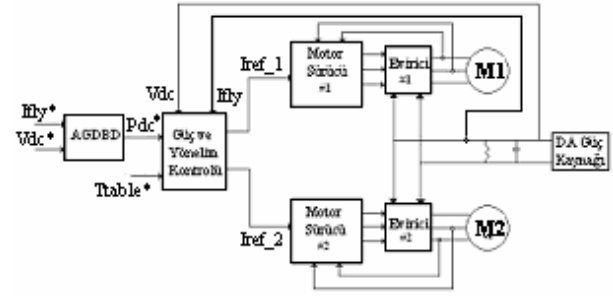 Ifly*
Vdc*
AGDBD
Pdc*
Ttable*
Vdc
Ifly
Güç ve
Yönelim
Kontrolü
Iref_1
Iref_2
Motor
Sürücü
#1
Evirici
#1
M1
DA Güç
Kaynağı
Motor
Sürücü
#2
Evirici
#2
M2